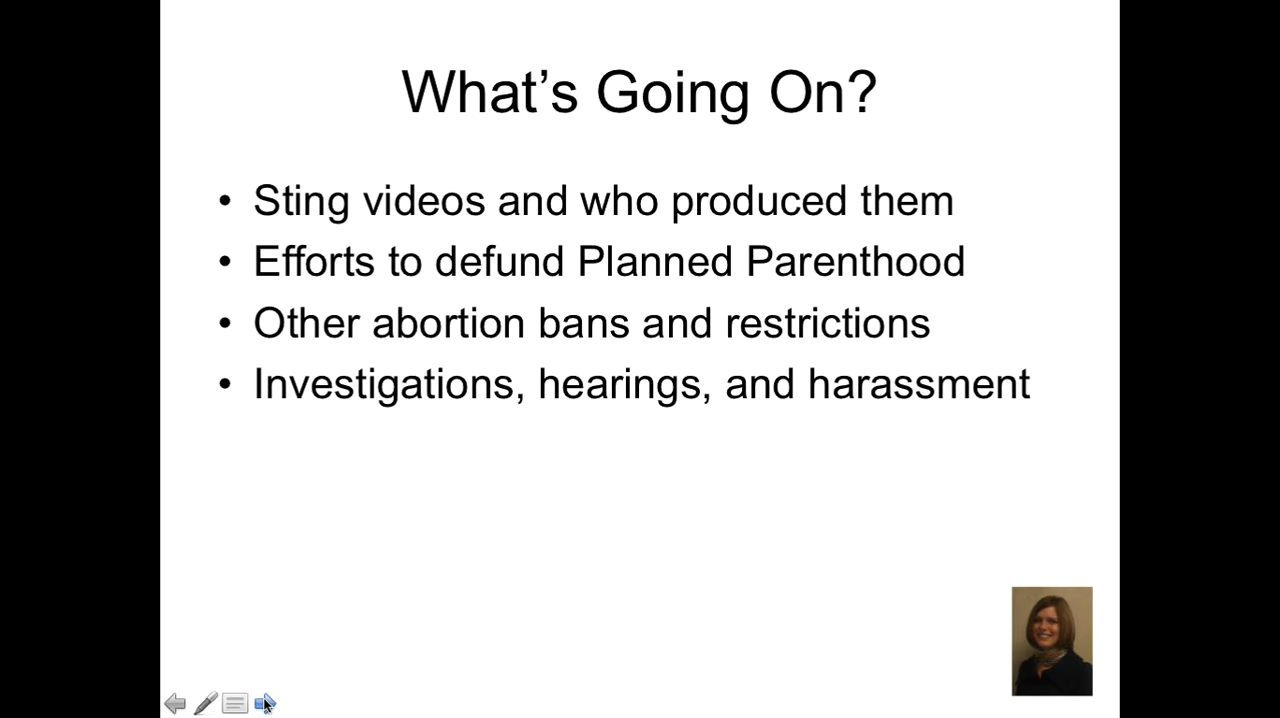 What’s Going On?
• Sting videos and who produced them
• Efforts to defund Planned Parenthood
• Other abortion bans and restrictions
• Investigations, hearings, and harassment